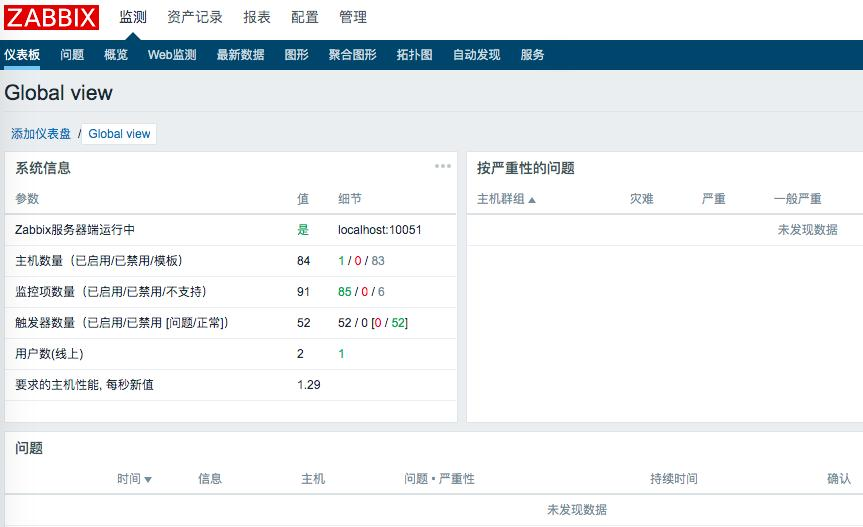 ZABBIX 监测 资产记录 报表 配置 管理
仪表板 问题 概览 Web监测 最新数据 图形 聚合图形 拓扑图 自动发现 服务
Global view
添加仪表盘 / Global view
系统信息
参数 值 细节
Zabbix服务器端运行中 是 localhost:10051
主机数量（已启用/已禁用/模板） 84 1 / 0 / 83
监控项数量（已启用/已禁用/不支持） 91 85 / 0 / 6
触发器数量（已启用/已禁用 [问题/正常]） 52 52 / 0 [0 / 52]
用户数(线上) 2 1
要求的主机性能, 每秒新值 1.29
按严重性的问题
主机群组 ▲ 灾难 严重 一般严重
未发现数据
问题
时间 ▼ 信息 主机 问题 • 严重性 持续时间 确认
未发现数据